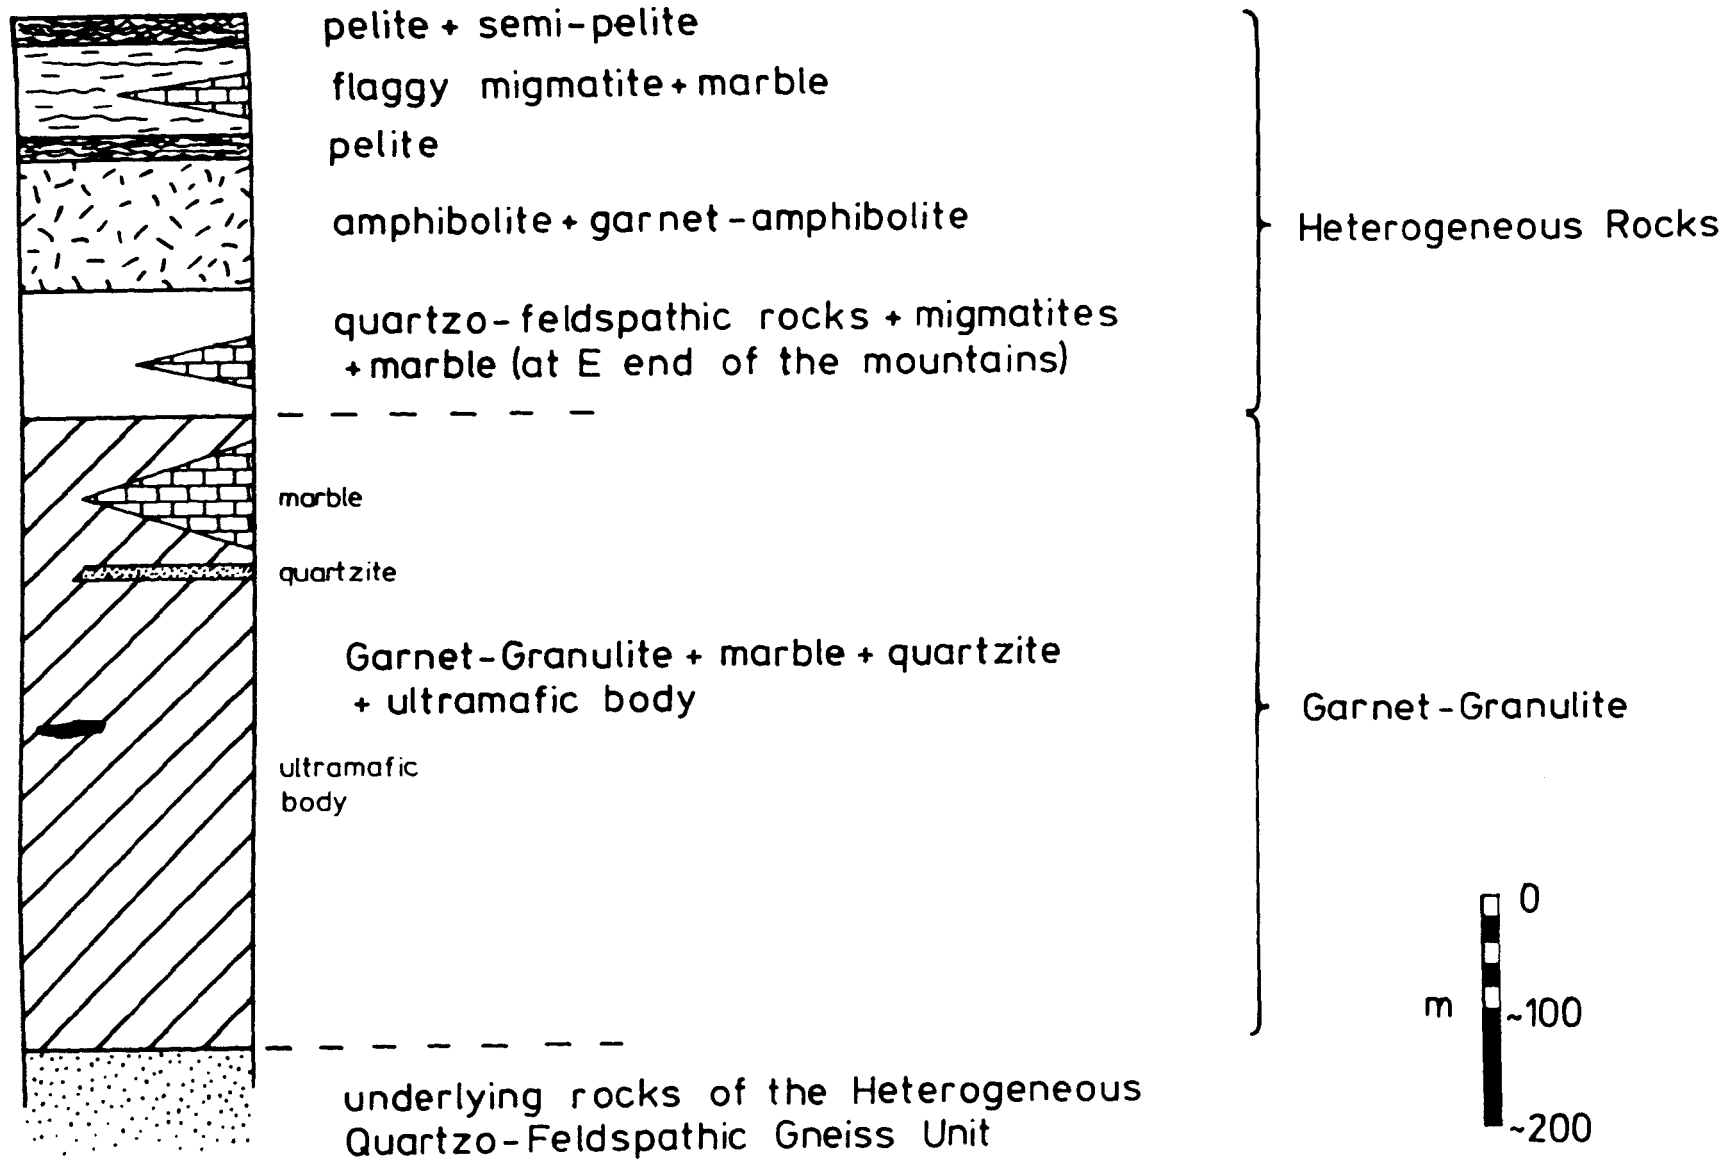 pelite + semi-pelite
flaggy migmatite + marble
pelite
amphibolite + garnet-amphibolite
Heterogeneous Rocks
quartzo-feldspathic rocks + migmatites
+ marble (at E end of the mountains)
marble
quartzite
Garnet-Granulite + marble + quartzite
+ ultramafic body
Garnet-Granulite
ultramafic
body
0
m
~100
~200
underlying rocks of the Heterogeneous
Quartzo-Feldspathic Gneiss Unit